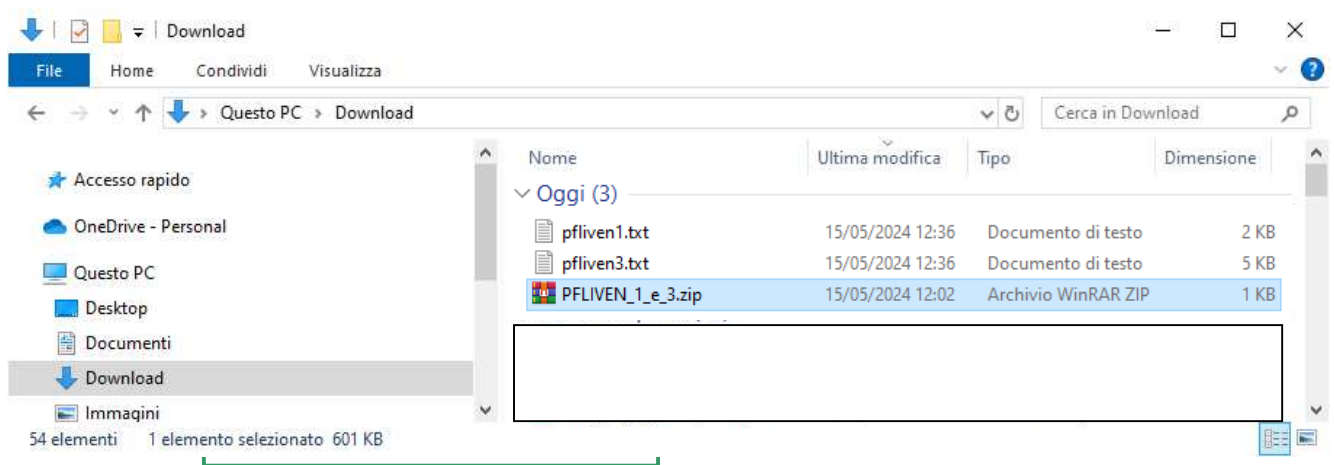 Download
File Home Condividi Visualizza
Questo PC Download Cerca in Download
Nome Ultima modifica Tipo Dimensione
Accesso rapido
Oggi (3)
OneDrive - Personal
pfliven1.txt 15/05/2024 12:36 Documento di testo 2 KB
pfliven3.txt 15/05/2024 12:36 Documento di testo 5 KB
Questo PC
PFLIVEN_1_e_3.zip 15/05/2024 12:02 Archivio WinRAR ZIP 1 KB
Desktop
Documenti
Download
Immagini
54 elementi 1 elemento selezionato 601 KB